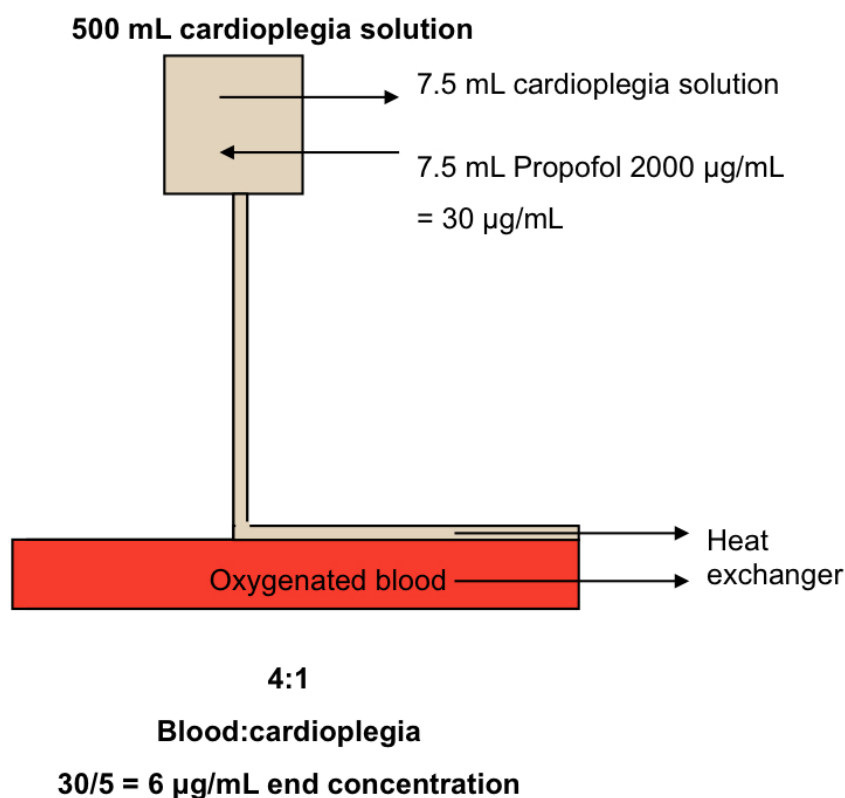 500 mL cardioplegia solution
7.5 mL cardioplegia solution
7.5 mL Propofol 2000 µg/mL
= 30 µg/mL
Heat
exchanger
Oxygenated blood
4:1
Blood:cardioplegia
30/5 = 6 µg/mL end concentration